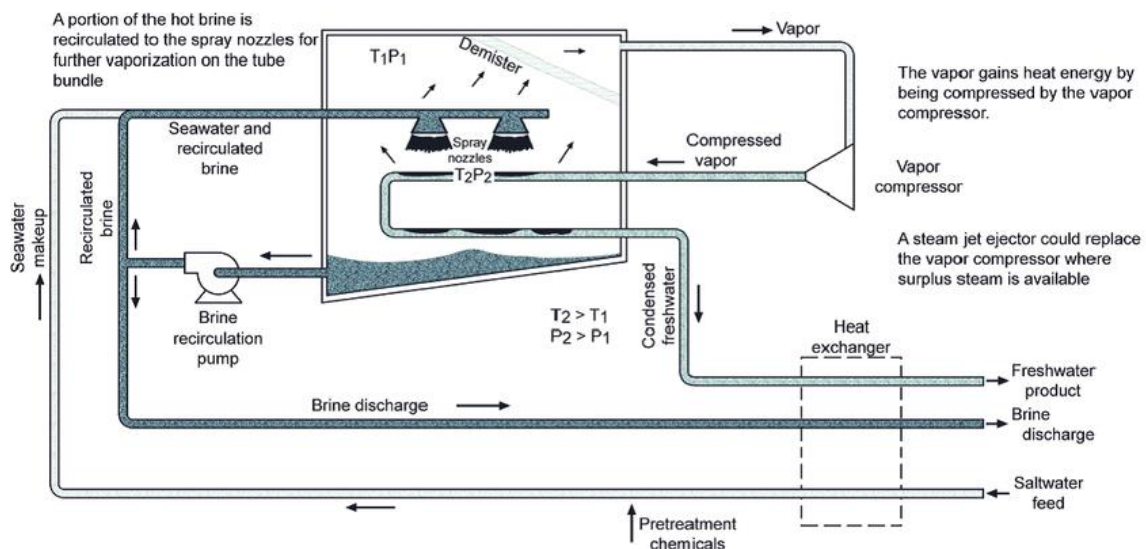 A portion of the hot brine is
recirculated to the spray nozzles for
further vaporization on the tube
bundle
T1P1
Demister
Vapor
The vapor gains heat energy by
being compressed by the vapor
compressor.
Seawater and
recirculated
brine
Spray
nozzles
T2P2
Compressed
vapor
Vapor
compressor
Seawater
makeup
Recirculated
brine
Brine
recirculation
pump
A steam jet ejector could replace
the vapor compressor where
surplus steam is available
T2 > T1
P2 > P1
Condensed
freshwater
Heat
exchanger
Freshwater
product
Brine discharge
Brine
discharge
Saltwater
feed
Pretreatment
chemicals